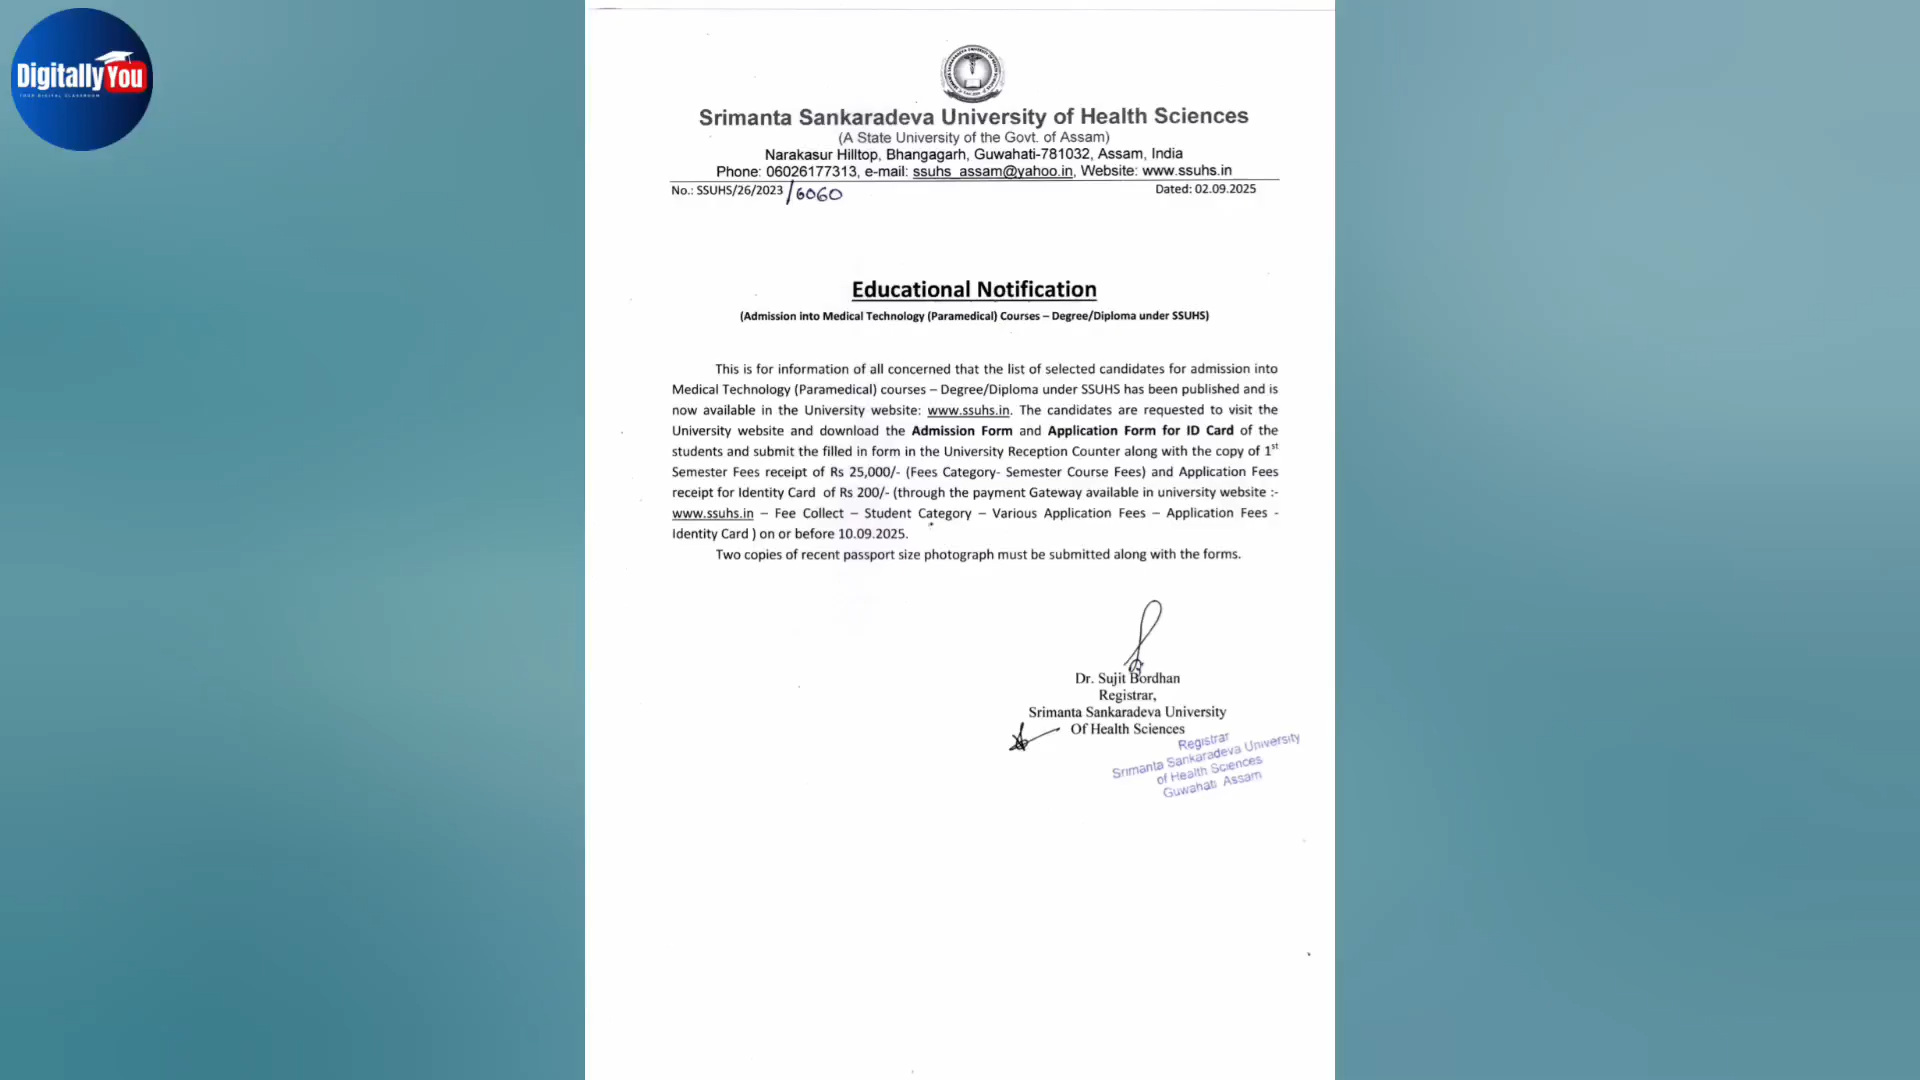 Digitally You
YOUR DIGITAL CLASSROOM
Srimanta Sankaradeva University of Health Sciences
(A State University of the Govt. of Assam)
Narakasur Hilltop, Bhangagarh, Guwahati-781032, Assam, India
Phone: 06026177313, e-mail: ssuhs_assam@yahoo.in, Website: www.ssuhs.in
No.: SSUHS/26/2023/6060 Dated: 02.09.2025
Educational Notification
(Admission into Medical Technology (Paramedical) Courses – Degree/Diploma under SSUHS)
This is for information of all concerned that the list of selected candidates for admission into
Medical Technology (Paramedical) courses – Degree/Diploma under SSUHS has been published and is
now available in the University website: www.ssuhs.in. The candidates are requested to visit the
University website and download the Admission Form and Application Form for ID Card of the
students and submit the filled in form in the University Reception Counter along with the copy of 1st
Semester Fees receipt of Rs 25,000/- (Fees Category- Semester Course Fees) and Application Fees
receipt for Identity Card of Rs 200/- (through the payment Gateway available in university website :-
www.ssuhs.in – Fee Collect – Student Category – Various Application Fees – Application Fees -
Identity Card ) on or before 10.09.2025.
Two copies of recent passport size photograph must be submitted along with the forms.
Dr. Sujit Bordhan
Registrar,
Srimanta Sankaradeva University
Of Health Sciences
Registrar
Srimanta Sankaradeva University
of Health Sciences
Guwahati Assam